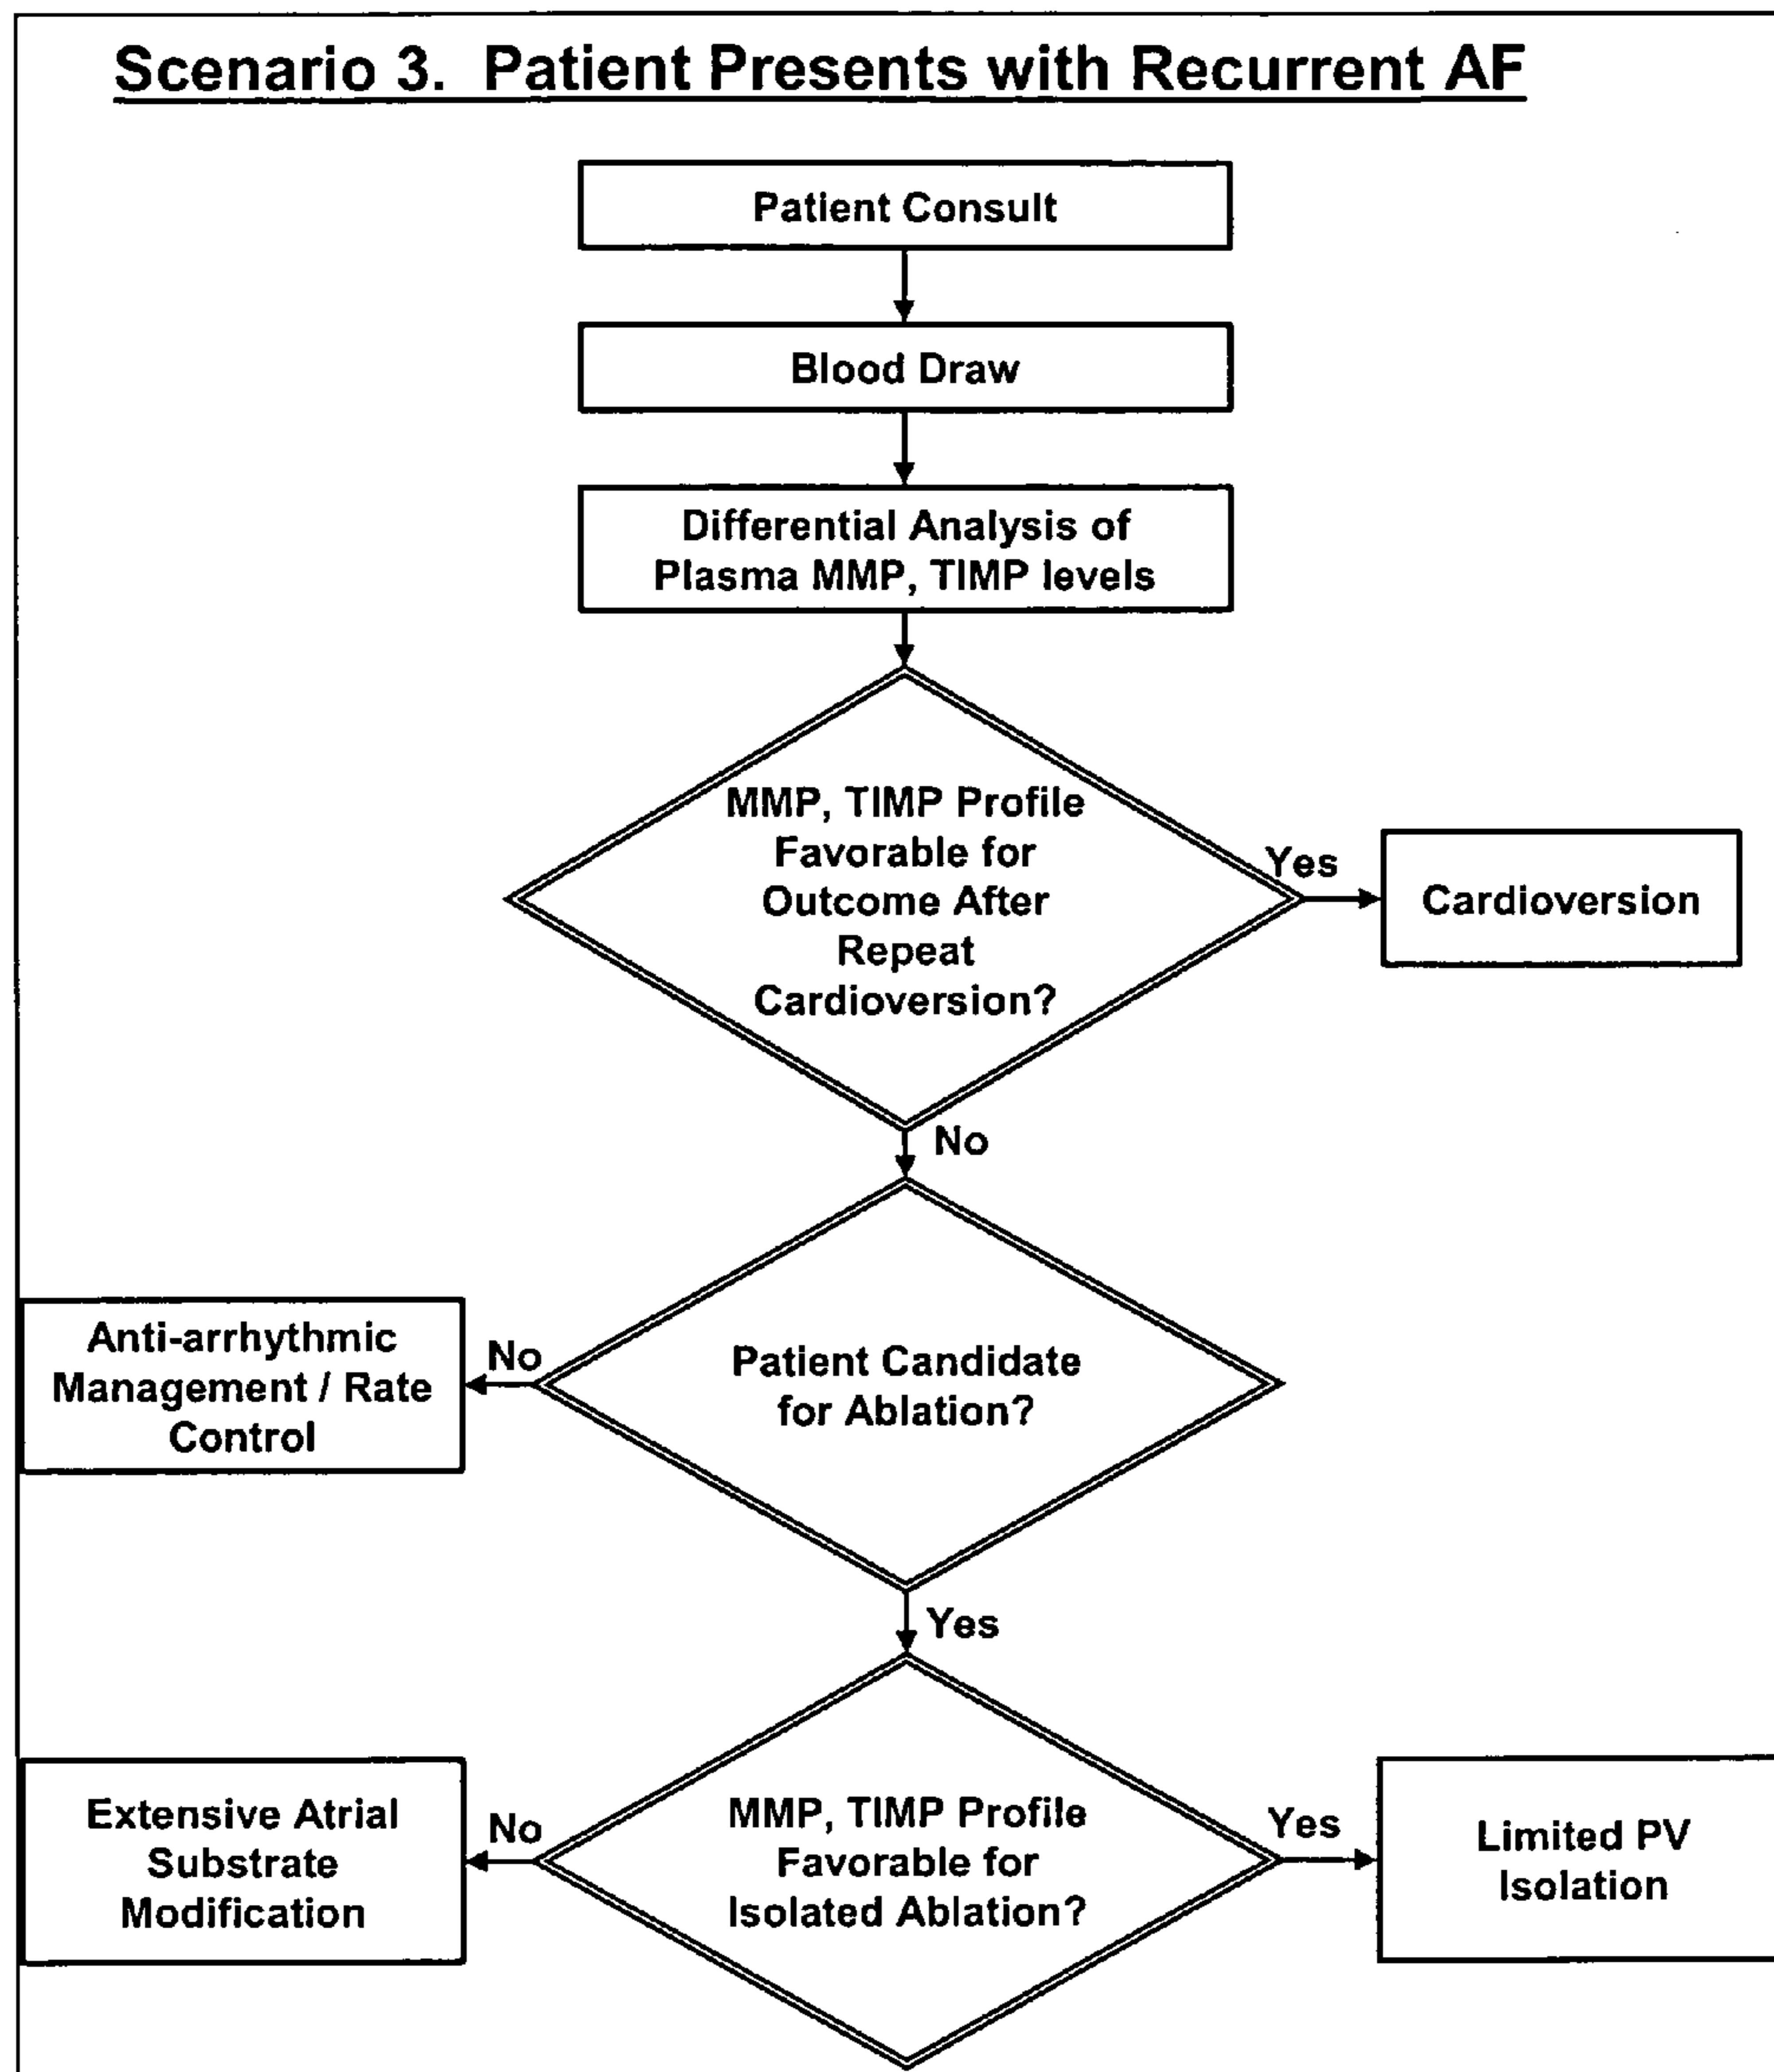 Scenario 3. Patient Presents with Recurrent AF
Patient Consult
Blood Draw
Differential Analysis of
Plasma MMP, TIMP levels
MMP, TIMP Profile
Favorable for
Outcome After
Repeat
Cardioversion?
Yes
Cardioversion
No
Patient Candidate
for Ablation?
No
Anti-arrhythmic
Management / Rate
Control
Yes
MMP, TIMP Profile
Favorable for
Isolated Ablation?
No
Extensive Atrial
Substrate
Modification
Yes
Limited PV
Isolation